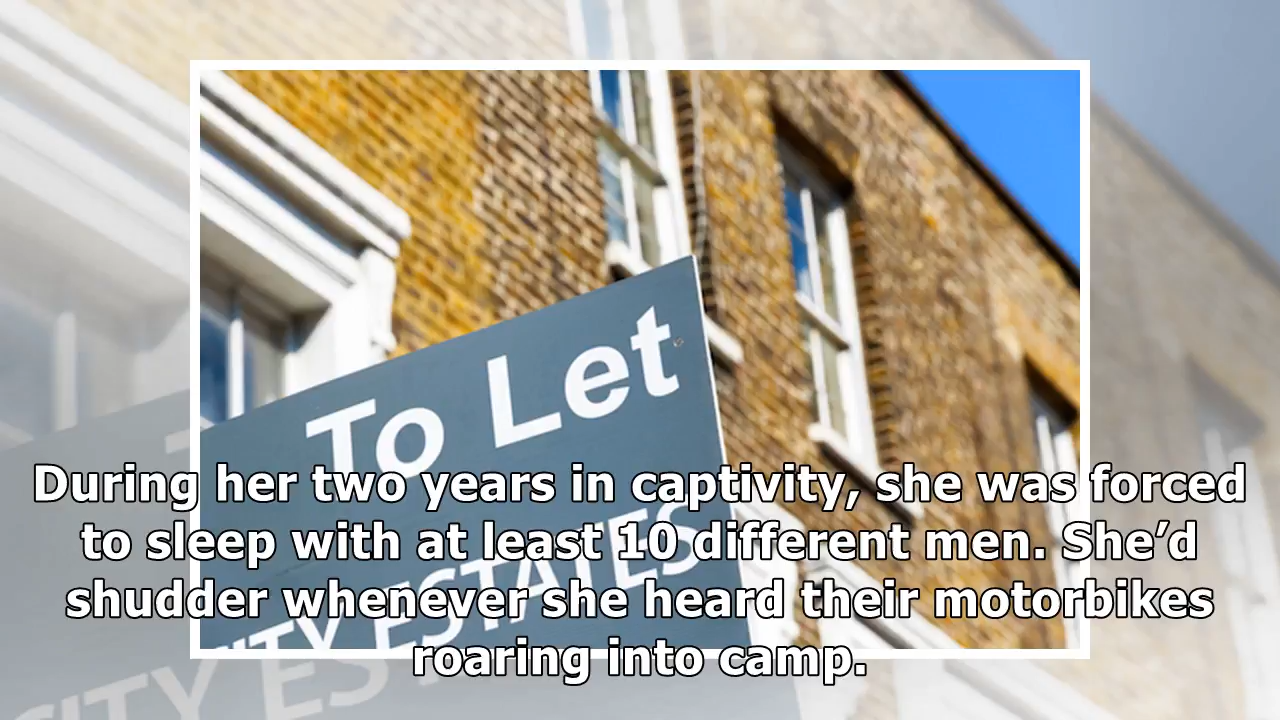 To Let
CITY ESTATES
During her two years in captivity, she was forced
to sleep with at least 10 different men. She’d
shudder whenever she heard their motorbikes
roaring into camp.